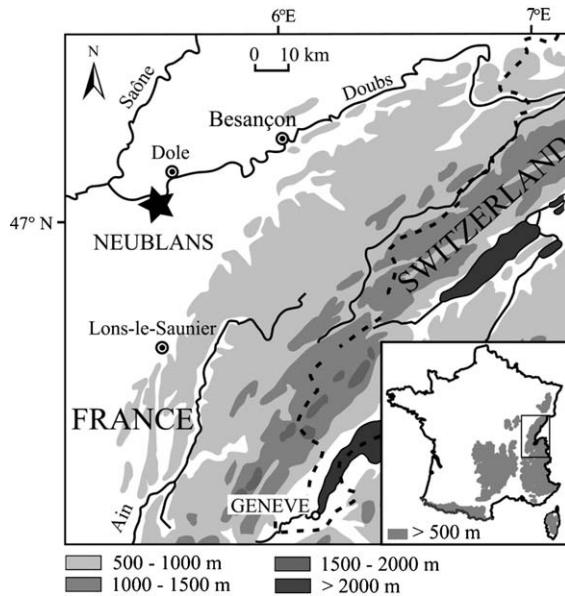 6°E
7°E
N
0 10 km
Saône
Doubs
Besançon
Dole
47° N
NEUBLANS
SWITZERLAND
Lons-le-Saunier
FRANCE
Ain
GENEVE
> 500 m
500 - 1000 m
1500 - 2000 m
1000 - 1500 m
> 2000 m